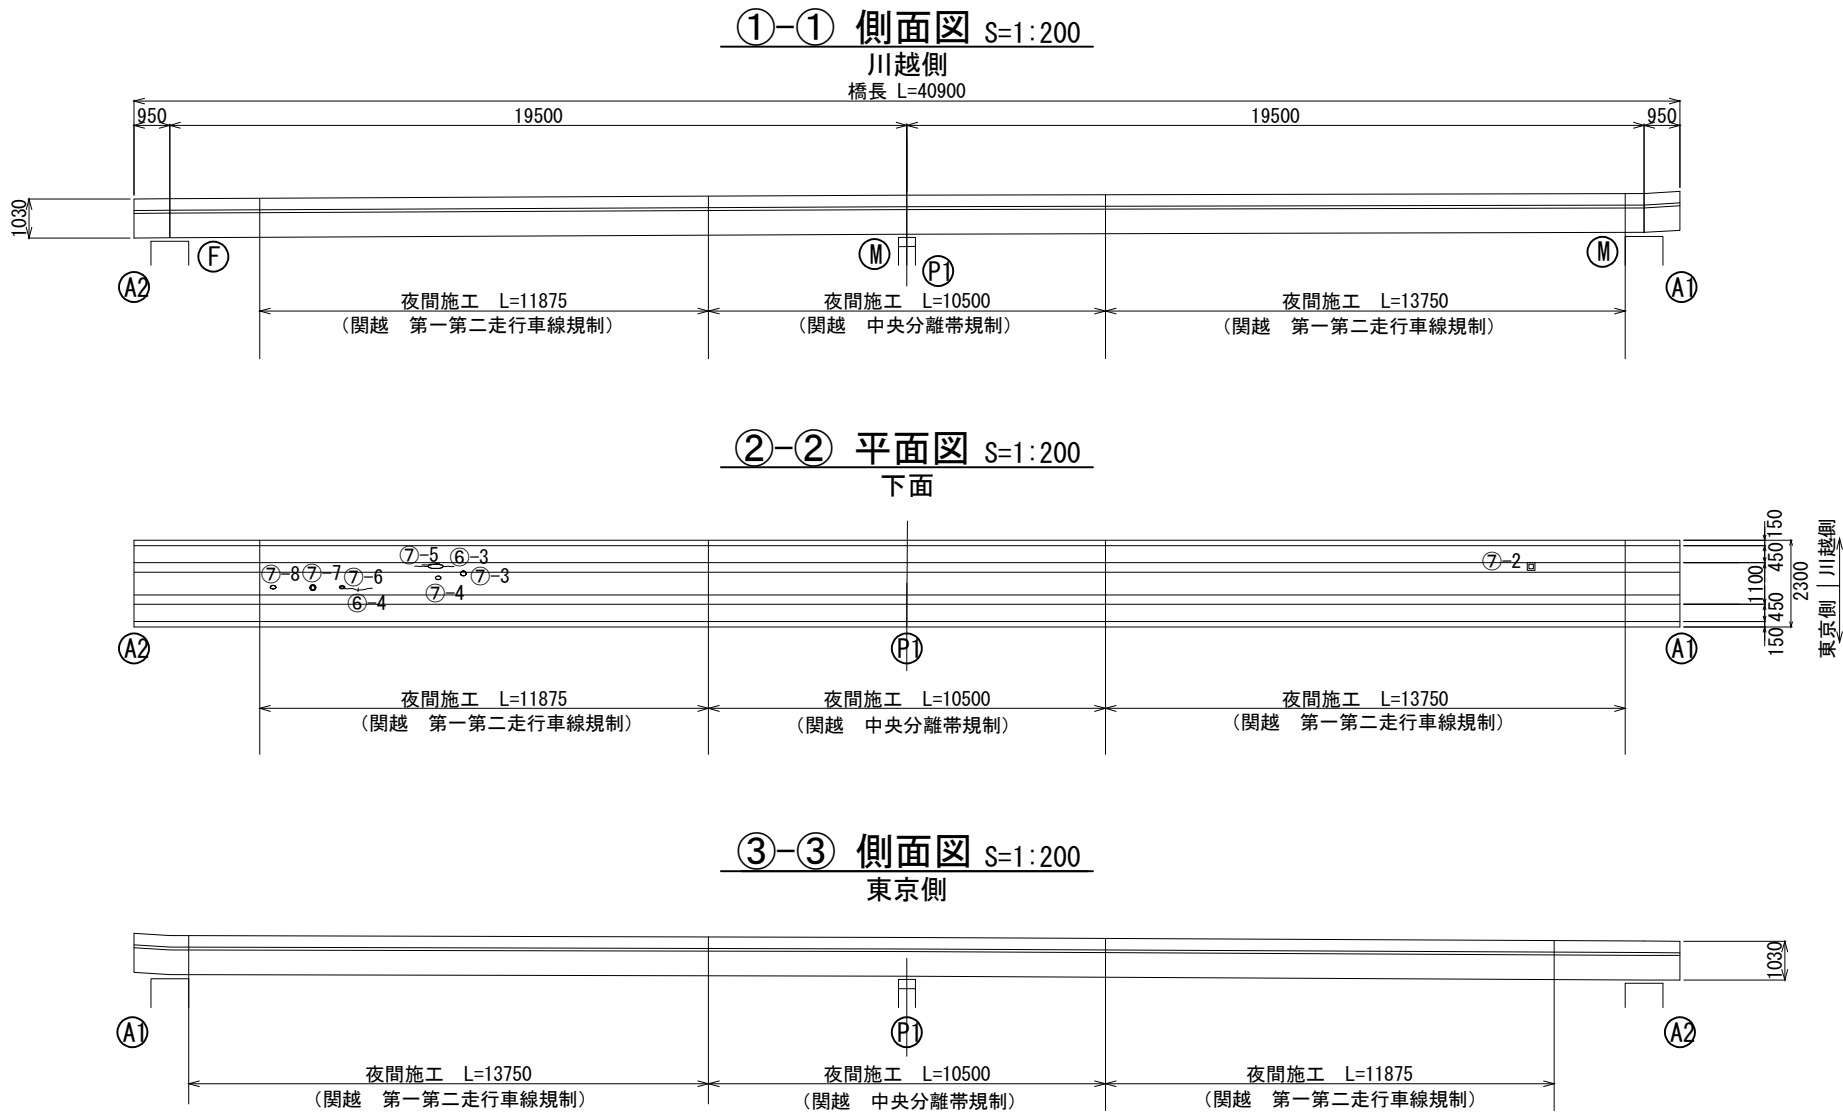 ①-① 側面図 S=1:200
川越側
橋長 L=40900
950 19500 19500 950
1030
F M P1 M
A2 A1
夜間施工 L=11875 夜間施工 L=10500 夜間施工 L=13750
(関越 第一第二走行車線規制) (関越 中央分離帯規制) (関越 第一第二走行車線規制)
②-② 平面図 S=1:200
下面
⑦-5 ⑥-3 ⑦-2
⑦-8 ⑦-7 ⑦-6 ⑦-3
⑥-4 ⑦-4
150 450 1100 450 150
2300
東京側 | 川越側
A2 P1 A1
夜間施工 L=11875 夜間施工 L=10500 夜間施工 L=13750
(関越 第一第二走行車線規制) (関越 中央分離帯規制) (関越 第一第二走行車線規制)
③-③ 側面図 S=1:200
東京側
1030
A1 P1 A2
夜間施工 L=13750 夜間施工 L=10500 夜間施工 L=11875
(関越 第一第二走行車線規制) (関越 中央分離帯規制) (関越 第一第二走行車線規制)